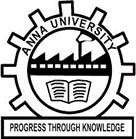 ANNA UNIVERSITY
PROGRESS THROUGH KNOWLEDGE